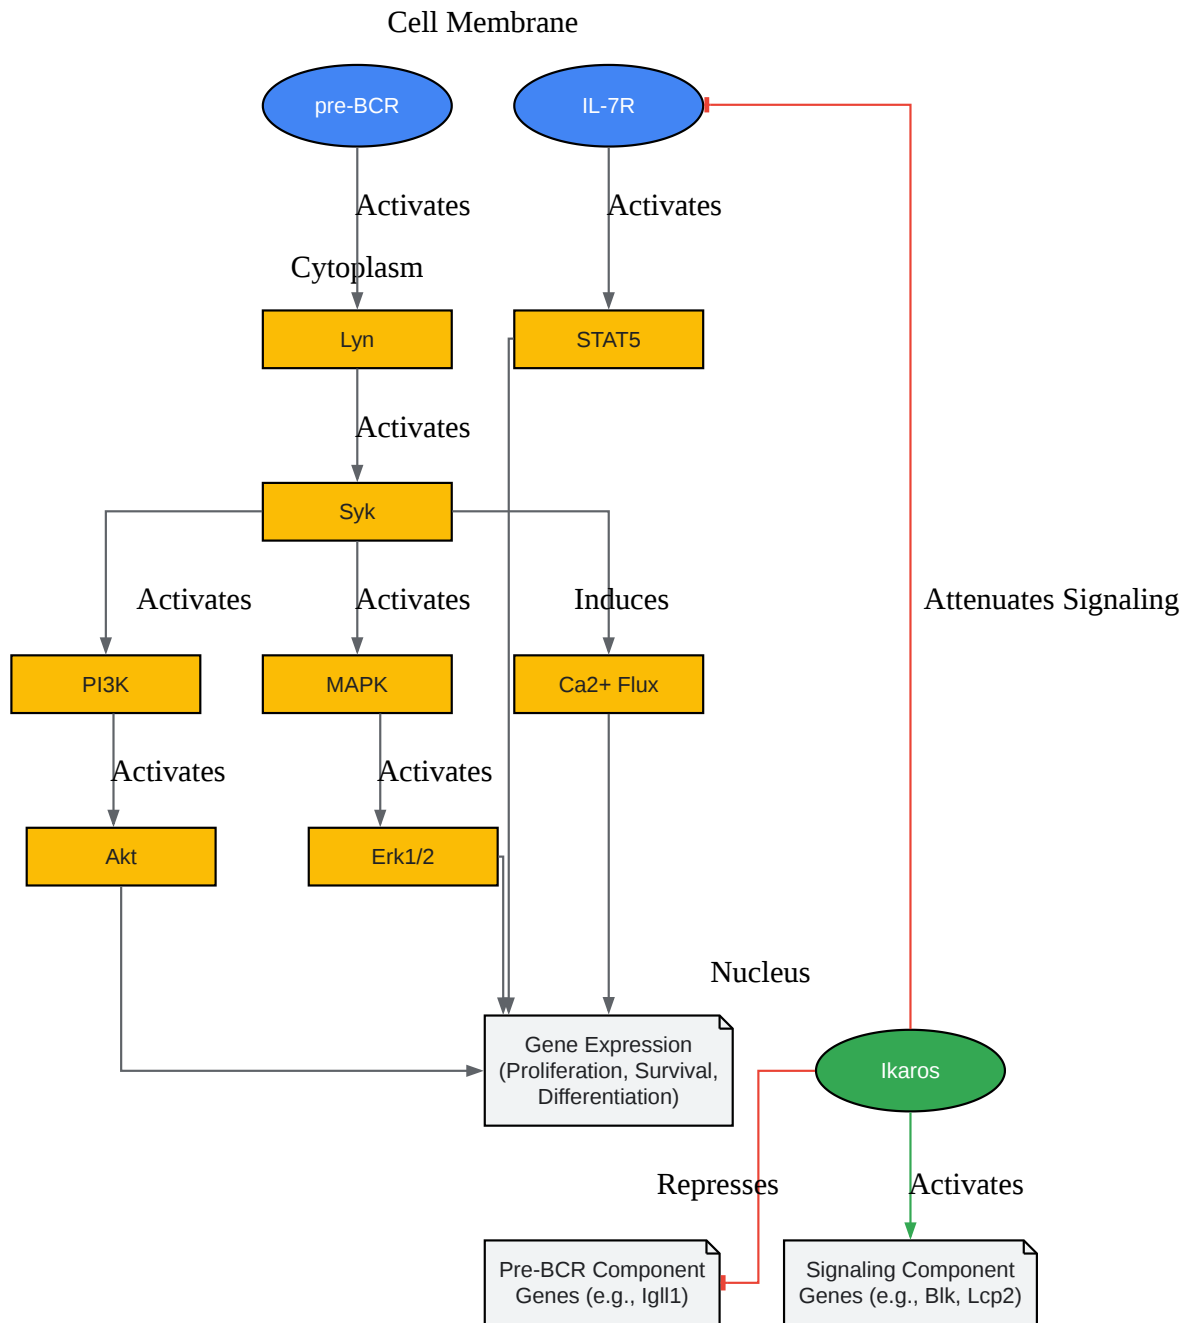 Cell Membrane
pre-BCR
IL-7R
Activates
Activates
Cytoplasm
Lyn
STAT5
Activates
Syk
Activates
Activates
Induces
Attenuates Signaling
PI3K
MAPK
Ca2+ Flux
Activates
Activates
Akt
Erk1/2
Nucleus
Gene Expression
(Proliferation, Survival,
Differentiation)
Ikaros
Represses
Activates
Pre-BCR Component
Genes (e.g., Igll1)
Signaling Component
Genes (e.g., Blk, Lcp2)